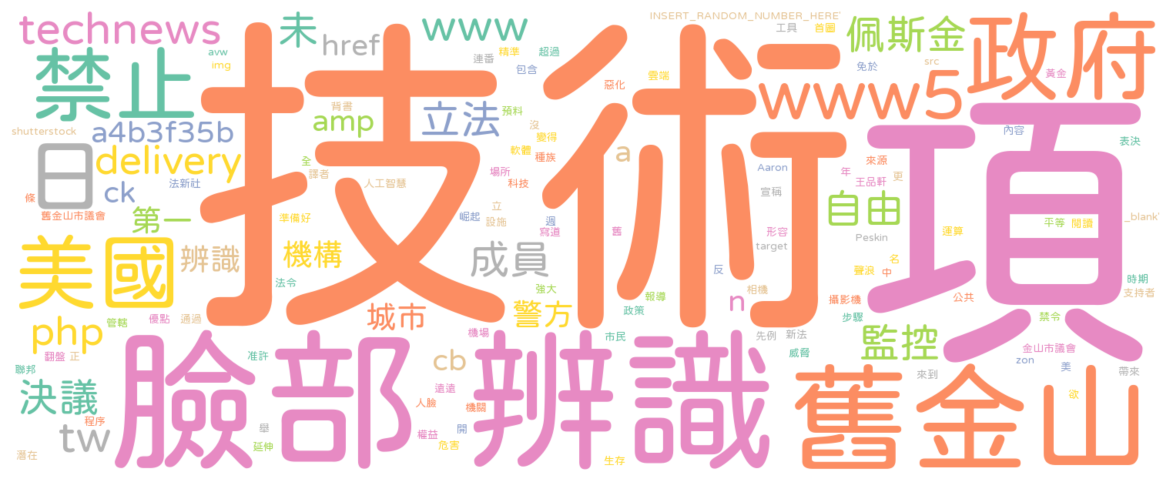 INSERT_RANDOM_NUMBER_HERE'
technews
未
www
工具
首圖
佩斯金
政府
href
連番
精準
超過
avw
img
包含
雲端
惡化
免於
src
黃金
禁止
技術
項
www5
背書
預料
amp
立法
沒
變得
內容
表決
shutterstock
a4b3f35b
全
軟體
種族
a
來源
譯者
日
delivery
場所
科技
Aaron
年
王品軒
更
法新社
ck
人工智慧
宣稱
條
舊金山市議會
第一
準備好
立
設施
崛起
週
寫道
舊
形容
自由
平等
閱讀
_blank'
Peskin
運算
target
美國
辨識
機構
成員
反
聲浪
名
中
法令
強大
報導
相機
時期
支持者
n
攝影機
公共
政策
警方
步驟
php
管轄
優點
通過
城市
禁令
機場
市民
先例
新法
監控
翻盤
正
准許
cb
威脅
金山市議會
zon
美
帶來
聯邦
臉部辨識
遠遠
來到
舊金山
決議
人臉
機關
欲
程序
tw
舉
權益
開
延伸
危害
潛在
生存